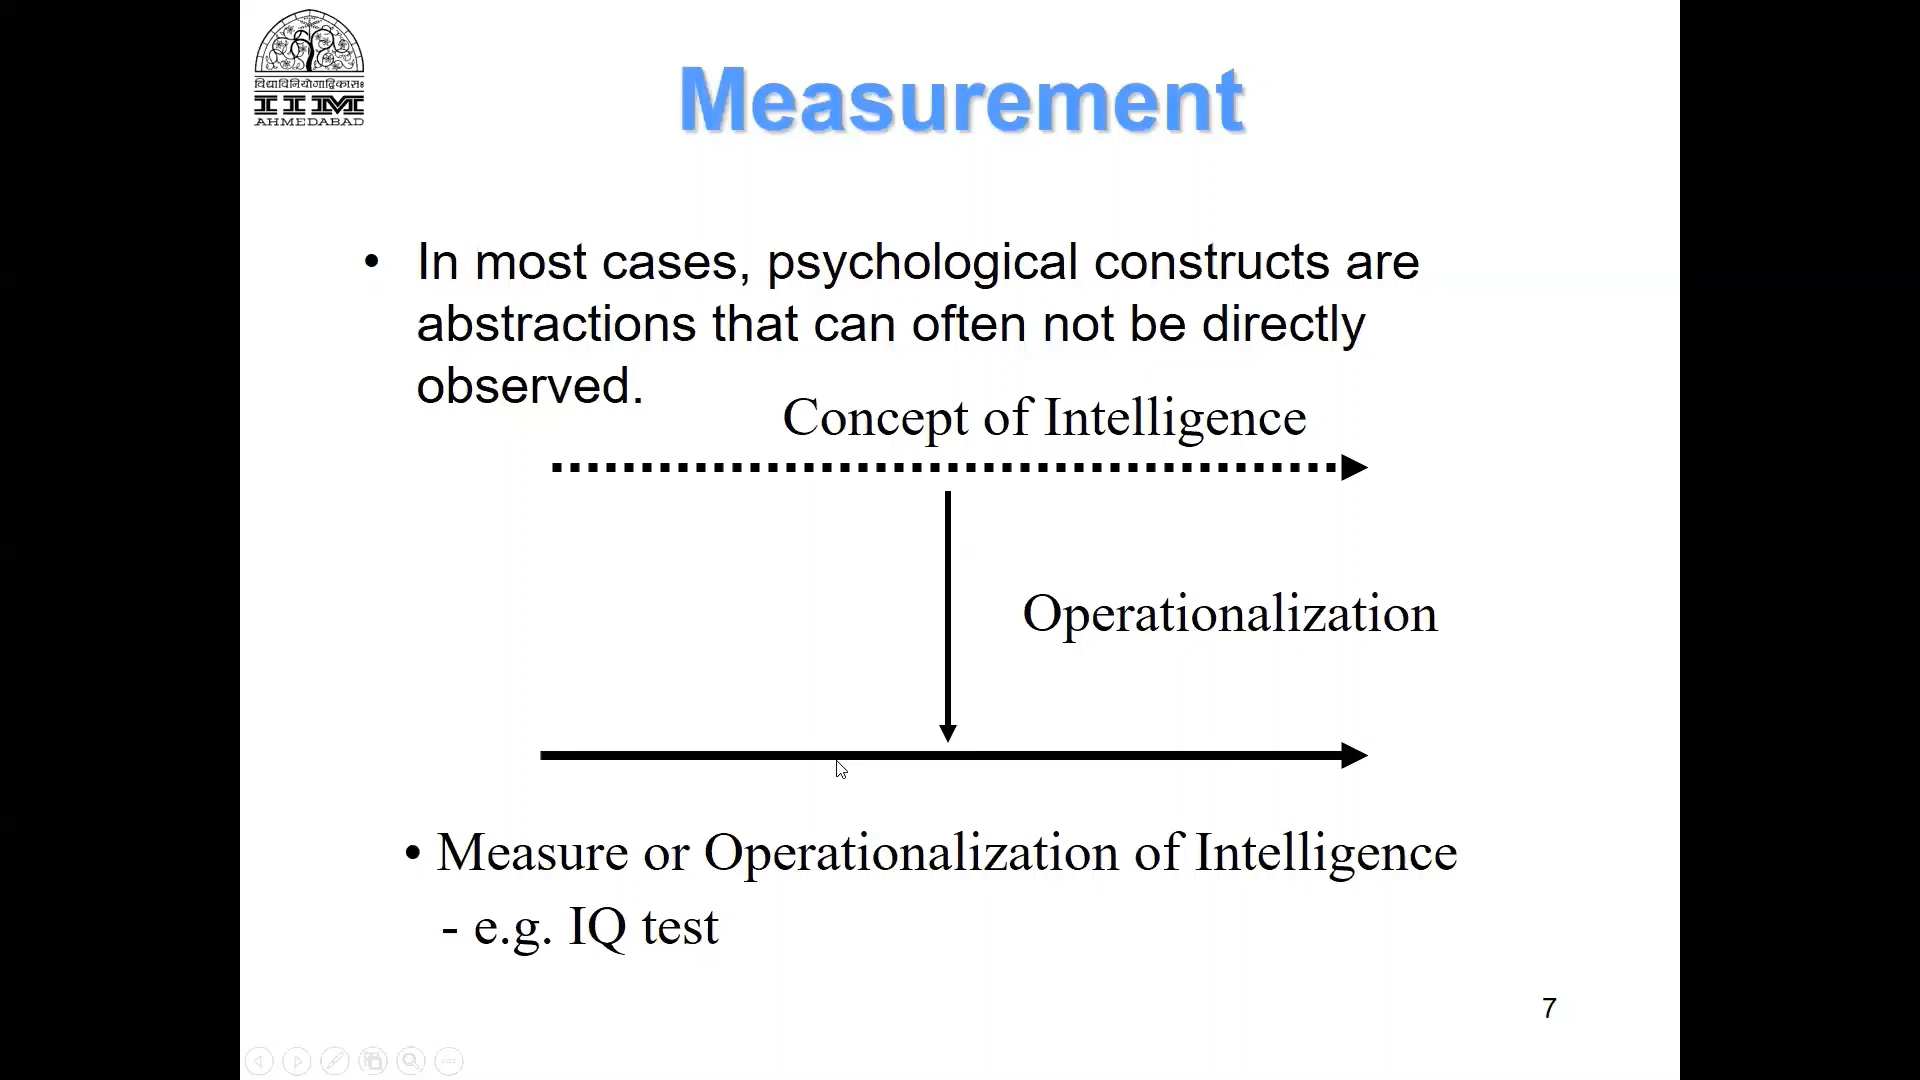 विद्याविनियोगाद्विकासः
IIM
AHMEDABAD
Measurement
• In most cases, psychological constructs are
abstractions that can often not be directly
observed.
Concept of Intelligence
Operationalization
• Measure or Operationalization of Intelligence
- e.g. IQ test
7